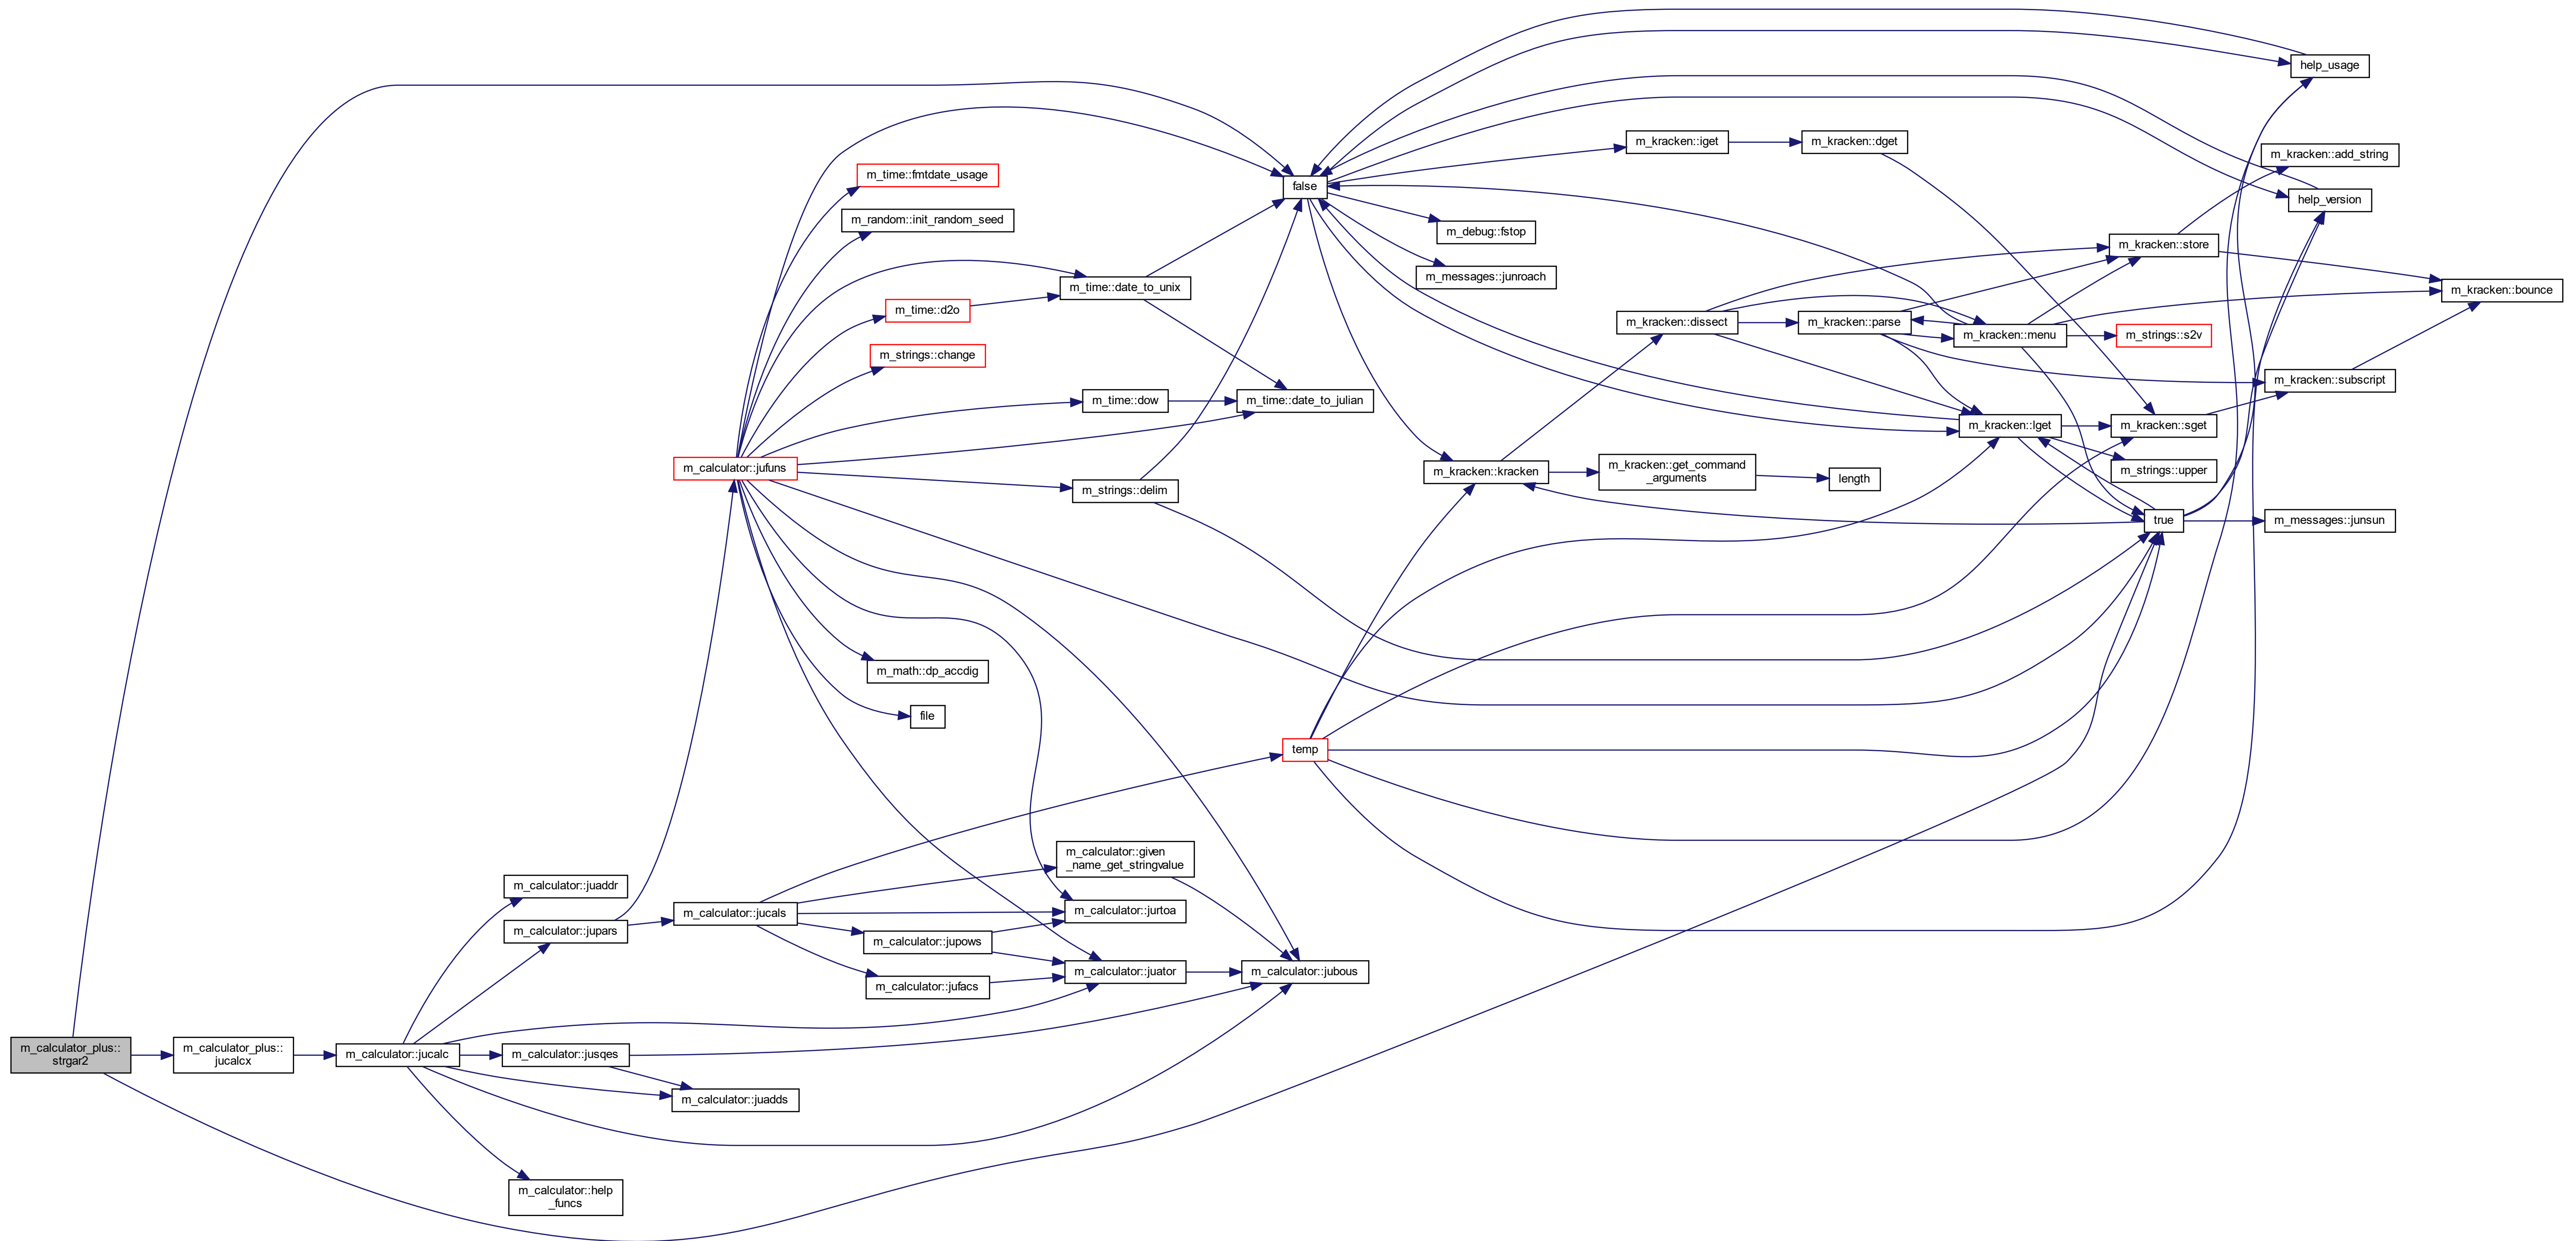 help_usage
m_kracken::iget
m_kracken::dget
m_kracken::add_string
m_time::fmtdate_usage
false
help_version
m_random::init_random_seed
m_debug::fstop
m_kracken::store
m_messages::junroach
m_time::date_to_unix
m_kracken::bounce
m_time::d2o
m_kracken::dissect
m_kracken::parse
m_kracken::menu
m_strings::s2v
m_strings::change
m_kracken::subscript
m_time::dow
m_time::date_to_julian
m_kracken::lget
m_kracken::sget
m_calculator::jufuns
m_kracken::kracken
m_kracken::get_command
_arguments
length
m_strings::upper
m_strings::delim
true
m_messages::junsun
m_math::dp_accdig
file
temp
m_calculator::given
_name_get_stringvalue
m_calculator::juaddr
m_calculator::jucals
m_calculator::jurtoa
m_calculator::jupars
m_calculator::jupows
m_calculator::juator
m_calculator::jubous
m_calculator::jufacs
m_calculator_plus::
strgar2
m_calculator_plus::
jucalcx
m_calculator::jucalc
m_calculator::jusqes
m_calculator::juadds
m_calculator::help
_funcs